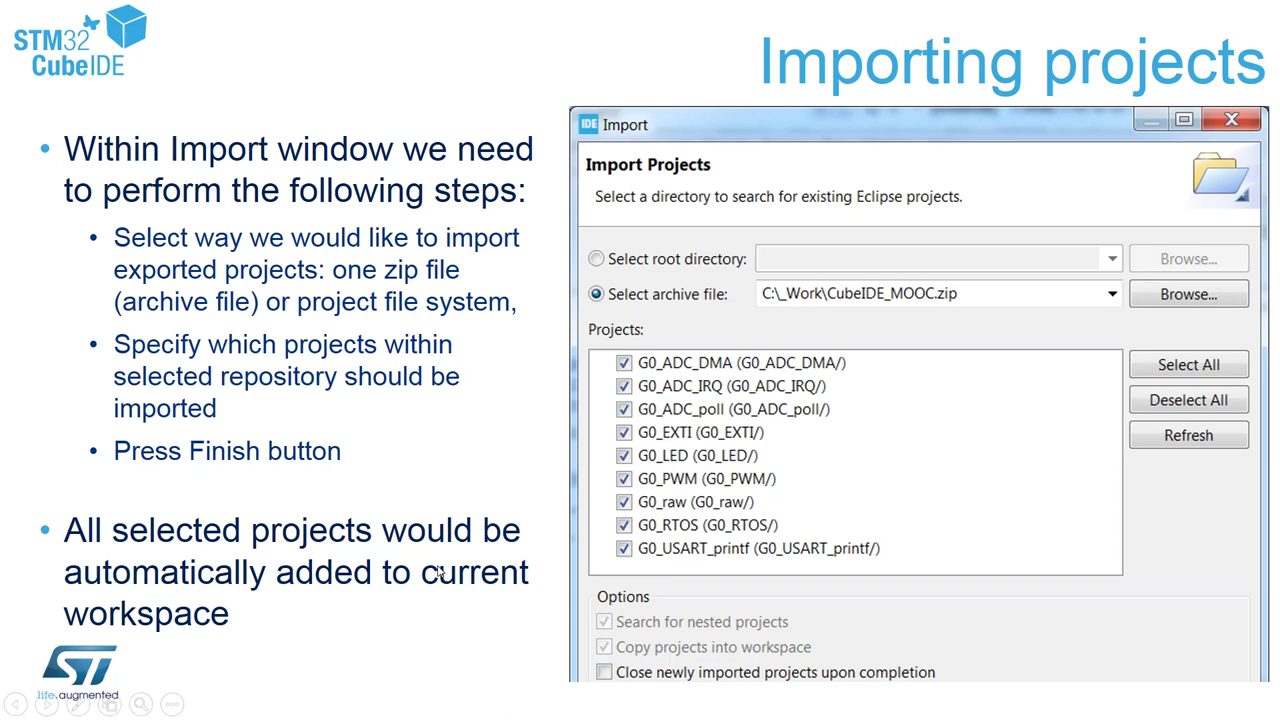 STM32
CubeIDE
Importing projects
• Within Import window we need
to perform the following steps:
• Select way we would like to import
exported projects: one zip file
(archive file) or project file system,
• Specify which projects within
selected repository should be
imported
• Press Finish button
• All selected projects would be
automatically added to current
workspace
ST
life.augmented
IDE Import
Import Projects
Select a directory to search for existing Eclipse projects.
Select root directory: Browse...
Select archive file: C:\_Work\CubeIDE_MOOC.zip Browse...
Projects:
G0_ADC_DMA (G0_ADC_DMA/)
G0_ADC_IRQ (G0_ADC_IRQ/)
G0_ADC_poll (G0_ADC_poll/)
G0_EXTI (G0_EXTI/)
G0_LED (G0_LED/)
G0_PWM (G0_PWM/)
G0_raw (G0_raw/)
G0_RTOS (G0_RTOS/)
G0_USART_printf (G0_USART_printf/)
Select All
Deselect All
Refresh
Options
Search for nested projects
Copy projects into workspace
Close newly imported projects upon completion